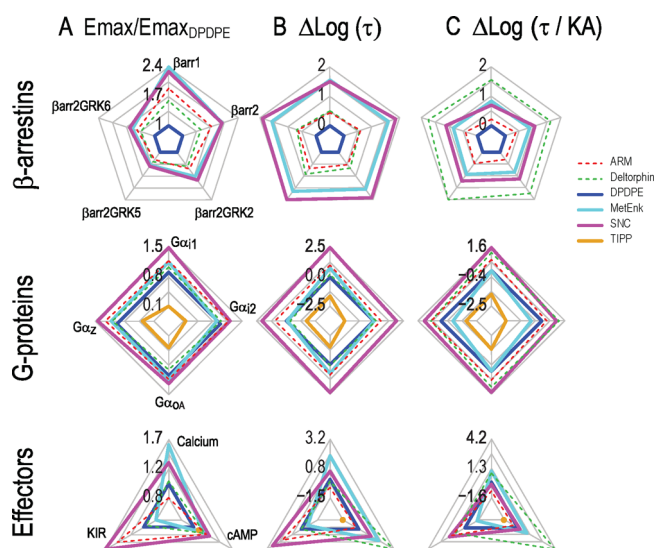 A Emax/Emax_DPDPE B ΔLog (τ) C ΔLog (τ / KA)
β-arrestins
2.4
1.7
1
βarr1
βarr2
βarr2GRK6
βarr2GRK5
βarr2GRK2
2
1
0
2
1
0
ARM
Deltorphin
DPDPE
MetEnk
SNC
TIPP
G-proteins
1.5
0.8
0.1
Gαi1
Gαi2
GαZ
GαOA
2.5
0
−2.5
1.6
−0.4
−2.5
Effectors
1.7
1.2
0.8
Calcium
KIR
cAMP
3.2
0.8
−1.5
4.2
1.3
−1.6